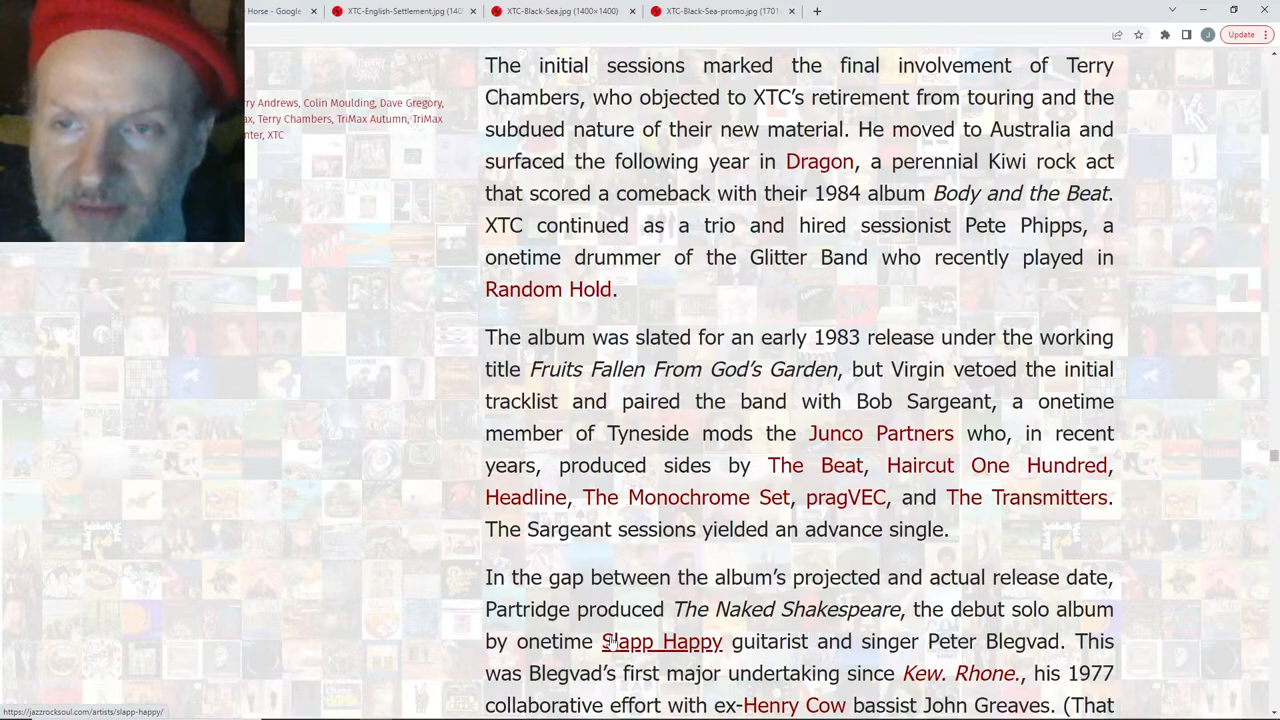 Horse - Google
XTC-English-Settlement.jpg (140
XTC-Black-Sea.jpg (1400×1400)
XTC-Black-Sea-promo.jpg (1701
Update
ry Andrews, Colin Moulding, Dave Gregory,
ax, Terry Chambers, TriMax Autumn, TriMax
nter, XTC
The initial sessions marked the final involvement of Terry
Chambers, who objected to XTC's retirement from touring and the
subdued nature of their new material. He moved to Australia and
surfaced the following year in Dragon, a perennial Kiwi rock act
that scored a comeback with their 1984 album Body and the Beat.
XTC continued as a trio and hired sessionist Pete Phipps, a
onetime drummer of the Glitter Band who recently played in
Random Hold.
The album was slated for an early 1983 release under the working
title Fruits Fallen From God's Garden, but Virgin vetoed the initial
tracklist and paired the band with Bob Sargeant, a onetime
member of Tyneside mods the Junco Partners who, in recent
years, produced sides by The Beat, Haircut One Hundred,
Headline, The Monochrome Set, pragVEC, and The Transmitters.
The Sargeant sessions yielded an advance single.
In the gap between the album's projected and actual release date,
Partridge produced The Naked Shakespeare, the debut solo album
by onetime Slapp Happy guitarist and singer Peter Blegvad. This
was Blegvad's first major undertaking since Kew. Rhone., his 1977
collaborative effort with ex-Henry Cow bassist John Greaves. (That
https://jazzrocksoul.com/artists/slapp-happy/